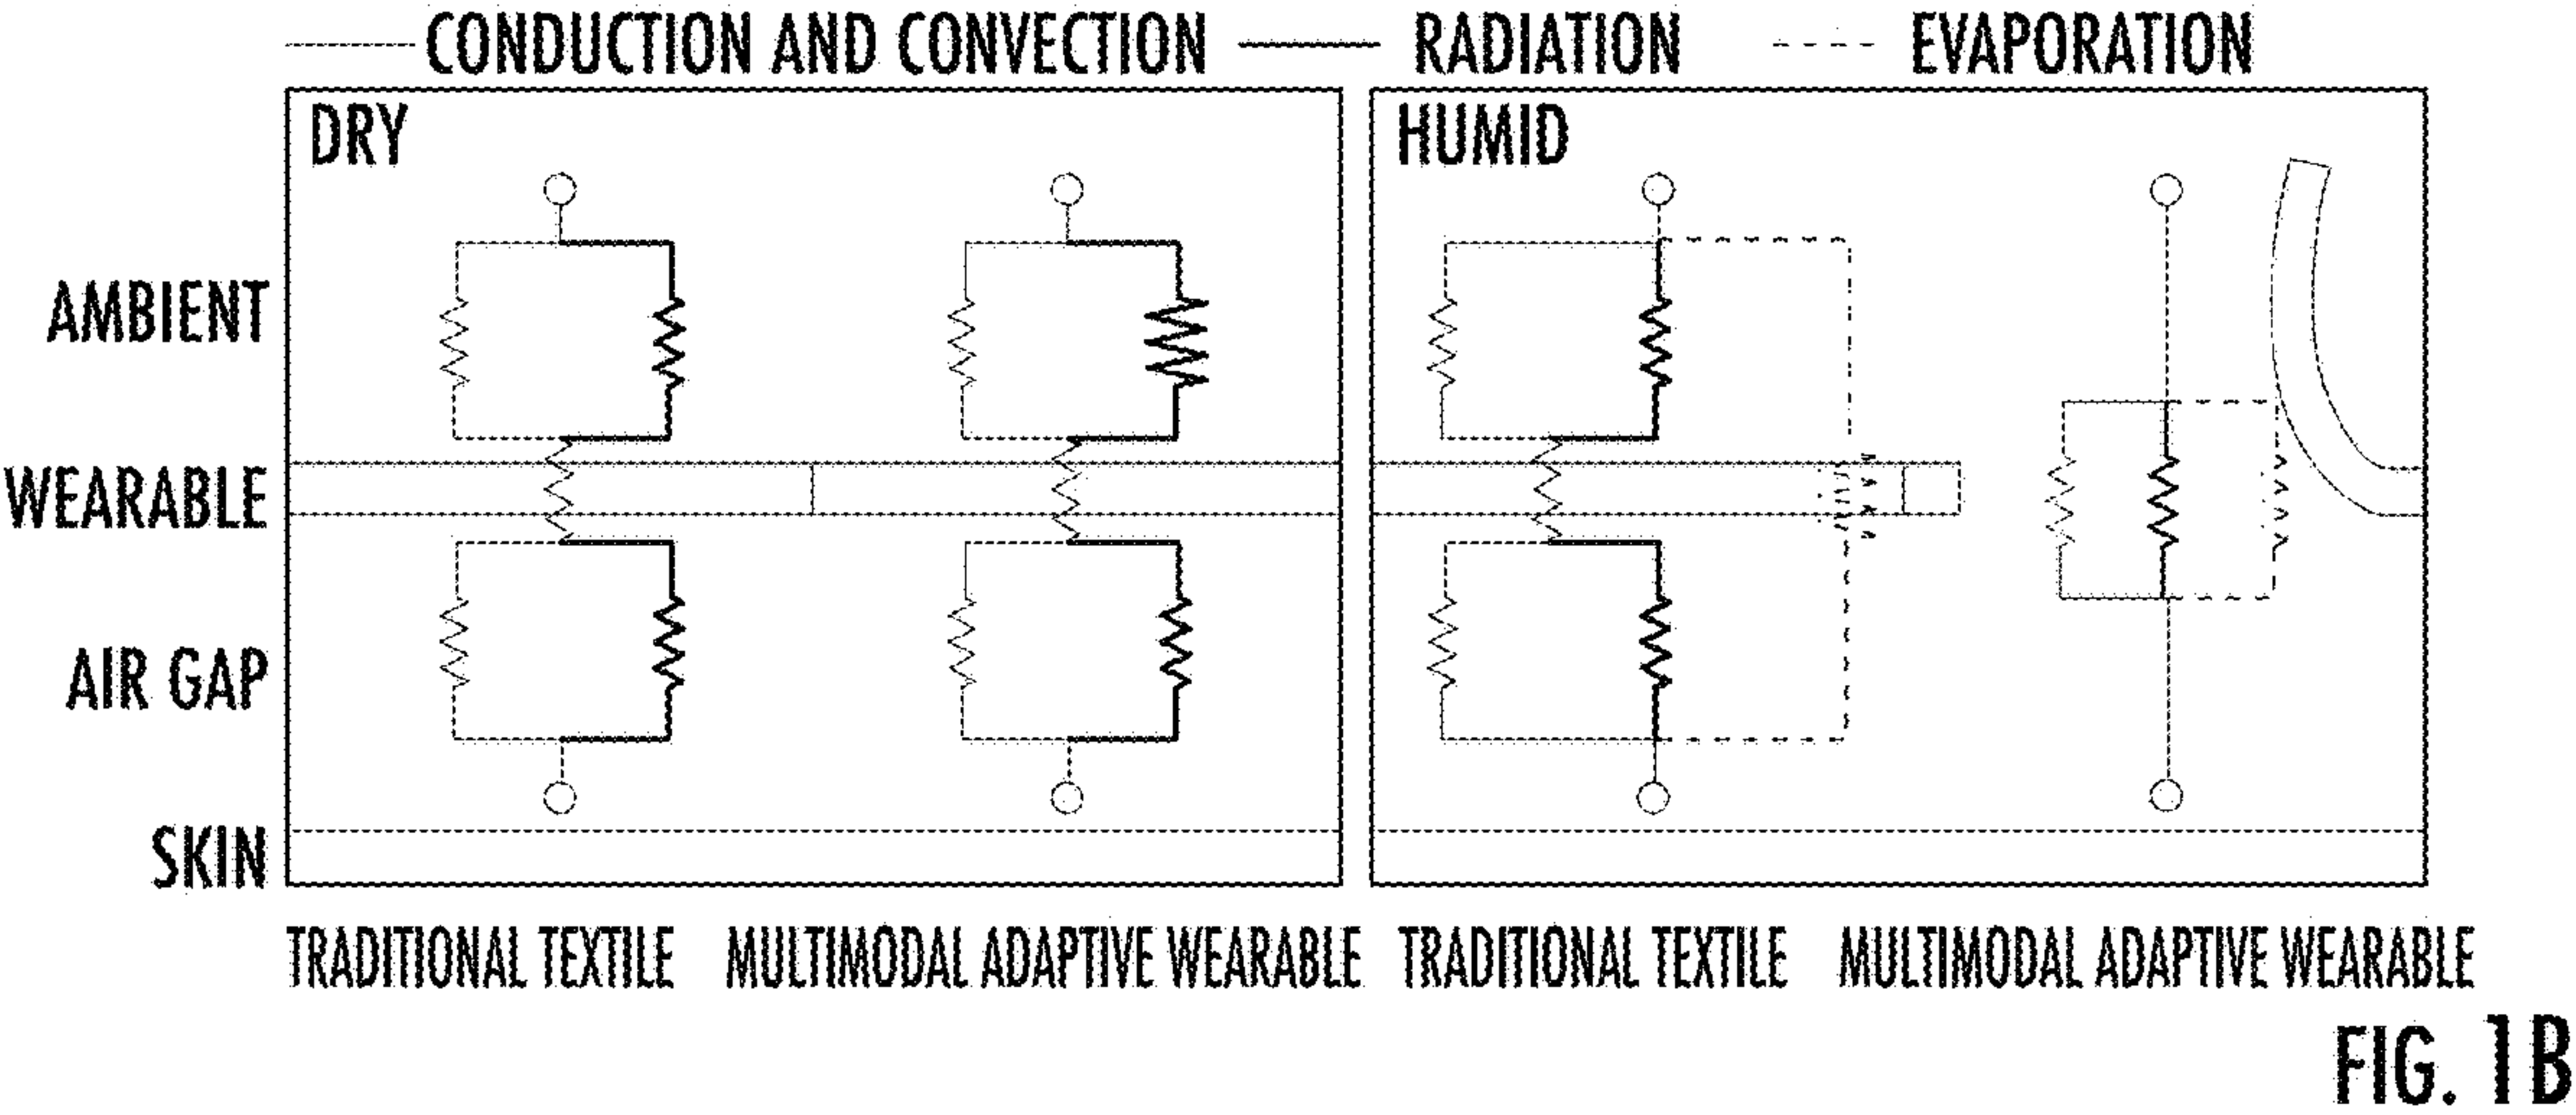 CONDUCTION AND CONVECTION RADIATION EVAPORATION
DRY HUMID
AMBIENT
WEARABLE
AIR GAP
SKIN
TRADITIONAL TEXTILE MULTIMODAL ADAPTIVE WEARABLE TRADITIONAL TEXTILE MULTIMODAL ADAPTIVE WEARABLE
FIG. 1B